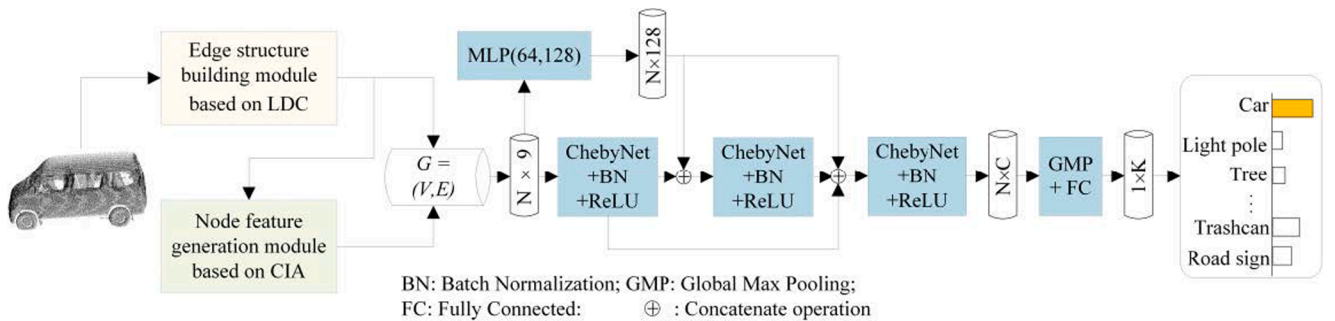 Edge structure
building module
based on LDC
Node feature
generation module
based on CIA
G =
(V,E)
N × 9
MLP(64,128)
N×128
ChebyNet
+BN
+ReLU
⊕
ChebyNet
+BN
+ReLU
⊕
ChebyNet
+BN
+ReLU
N×C
GMP
+ FC
1×K
Car
Light pole
Tree
⋮
Trashcan
Road sign
BN: Batch Normalization; GMP: Global Max Pooling;
FC: Fully Connected: ⊕ : Concatenate operation